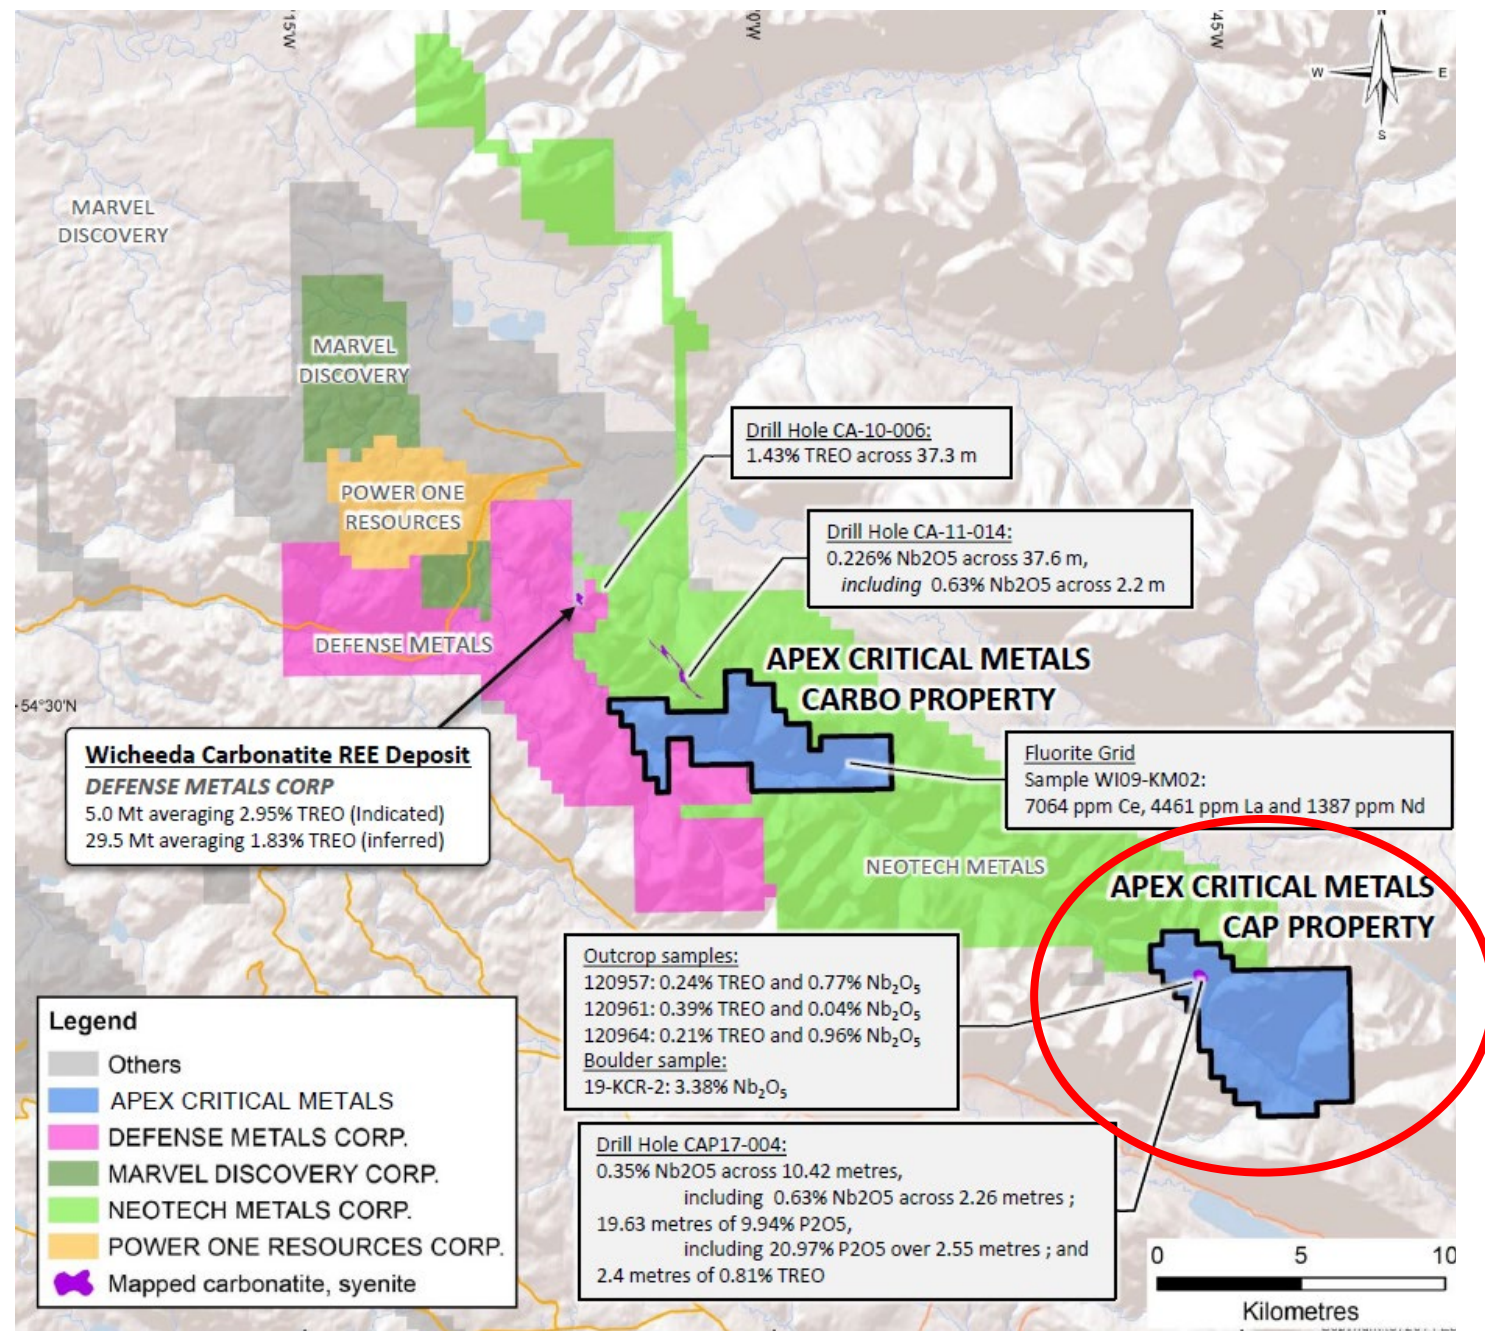 15'W
0'W
45'W
N
W
E
S
MARVEL
DISCOVERY
MARVEL
DISCOVERY
Drill Hole CA-10-006:
1.43% TREO across 37.3 m
POWER ONE
RESOURCES
Drill Hole CA-11-014:
0.226% Nb2O5 across 37.6 m,
including 0.63% Nb2O5 across 2.2 m
DEFENSE METALS
APEX CRITICAL METALS
CARBO PROPERTY
54°30'N
Wicheeda Carbonatite REE Deposit
DEFENSE METALS CORP
5.0 Mt averaging 2.95% TREO (Indicated)
29.5 Mt averaging 1.83% TREO (inferred)
Fluorite Grid
Sample WI09-KM02:
7064 ppm Ce, 4461 ppm La and 1387 ppm Nd
NEOTECH METALS
APEX CRITICAL METALS
CAP PROPERTY
Outcrop samples:
120957: 0.24% TREO and 0.77% Nb₂O₅
120961: 0.39% TREO and 0.04% Nb₂O₅
120964: 0.21% TREO and 0.96% Nb₂O₅
Boulder sample:
19-KCR-2: 3.38% Nb₂O₅
Legend
Others
APEX CRITICAL METALS
DEFENSE METALS CORP.
MARVEL DISCOVERY CORP.
NEOTECH METALS CORP.
POWER ONE RESOURCES CORP.
Mapped carbonatite, syenite
Drill Hole CAP17-004:
0.35% Nb2O5 across 10.42 metres,
including 0.63% Nb2O5 across 2.26 metres ;
19.63 metres of 9.94% P2O5,
including 20.97% P2O5 over 2.55 metres ; and
2.4 metres of 0.81% TREO
0 5 10
Kilometres